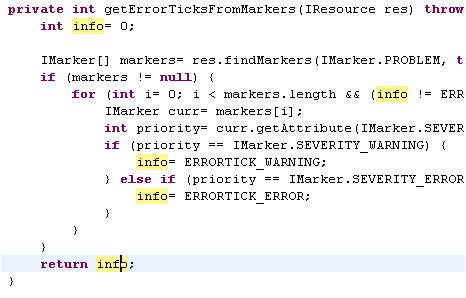 private int getErrorTicksFromMarkers(IResource res) throw
int info= 0;
IMarker[] markers= res.findMarkers(IMarker.PROBLEM, t
if (markers != null) {
for (int i= 0; i < markers.length && (info != ERR
IMarker curr= markers[i];
int priority= curr.getAttribute(IMarker.SEVER
if (priority == IMarker.SEVERITY_WARNING) {
info= ERRORTICK_WARNING;
} else if (priority == IMarker.SEVERITY_ERROR
info= ERRORTICK_ERROR;
}
}
}
return info;
}